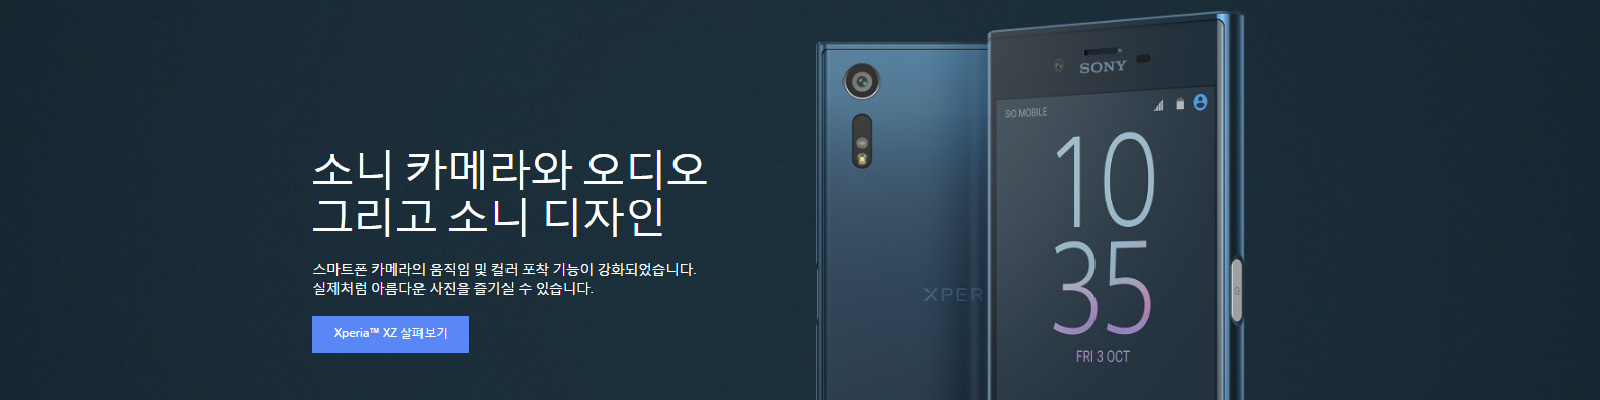 소니 카메라와 오디오
그리고 소니 디자인
스마트폰 카메라의 움직임 및 컬러 포착 기능이 강화되었습니다.
실제처럼 아름다운 사진을 즐기실 수 있습니다.
Xperia™ XZ 살펴보기
XPER
SONY
SO MOBILE
10
35
FRI 3 OCT